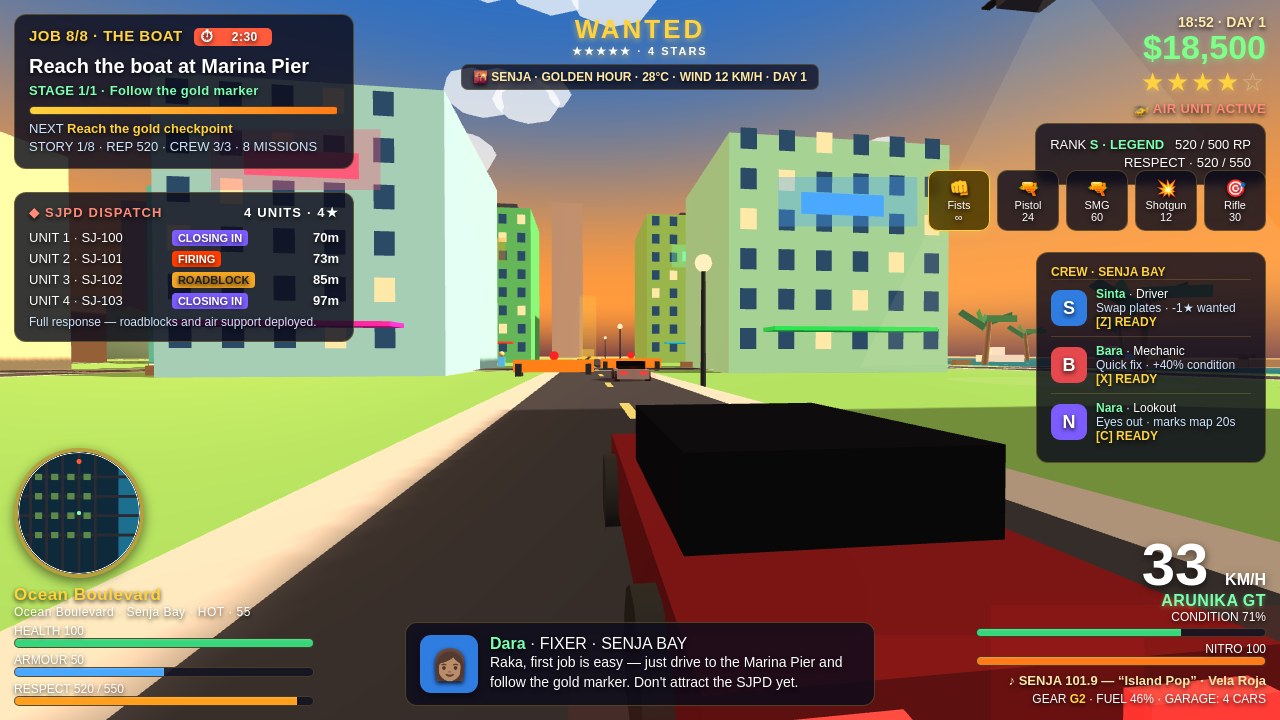 JOB 8/8 · THE BOAT ⏱ 2:30
Reach the boat at Marina Pier
STAGE 1/1 · Follow the gold marker
NEXT Reach the gold checkpoint
STORY 1/8 · REP 520 · CREW 3/3 · 8 MISSIONS
◆ SJPD DISPATCH 4 UNITS · 4★
UNIT 1 · SJ-100 CLOSING IN 70m
UNIT 2 · SJ-101 FIRING 73m
UNIT 3 · SJ-102 ROADBLOCK 85m
UNIT 4 · SJ-103 CLOSING IN 97m
Full response — roadblocks and air support deployed.
WANTED
★★★★★ · 4 STARS
SENJA · GOLDEN HOUR · 28°C · WIND 12 KM/H · DAY 1
18:52 · DAY 1
$18,500
★★★★☆
AIR UNIT ACTIVE
RANK S · LEGEND 520 / 500 RP
RESPECT · 520 / 550
Fists
∞
Pistol
24
SMG
60
Shotgun
12
Rifle
30
CREW · SENJA BAY
S
Sinta · Driver
Swap plates · -1★ wanted
[Z] READY
B
Bara · Mechanic
Quick fix · +40% condition
[X] READY
N
Nara · Lookout
Eyes out · marks map 20s
[C] READY
Ocean Boulevard
Ocean Boulevard · Senja Bay · HOT · 55
HEALTH 100
ARMOUR 50
RESPECT 520 / 550
Dara · FIXER · SENJA BAY
Raka, first job is easy — just drive to the Marina Pier and
follow the gold marker. Don't attract the SJPD yet.
33 KM/H
ARUNIKA GT
CONDITION 71%
NITRO 100
♪ SENJA 101.9 — “Island Pop” · Vela Roja
GEAR G2 · FUEL 46% · GARAGE: 4 CARS